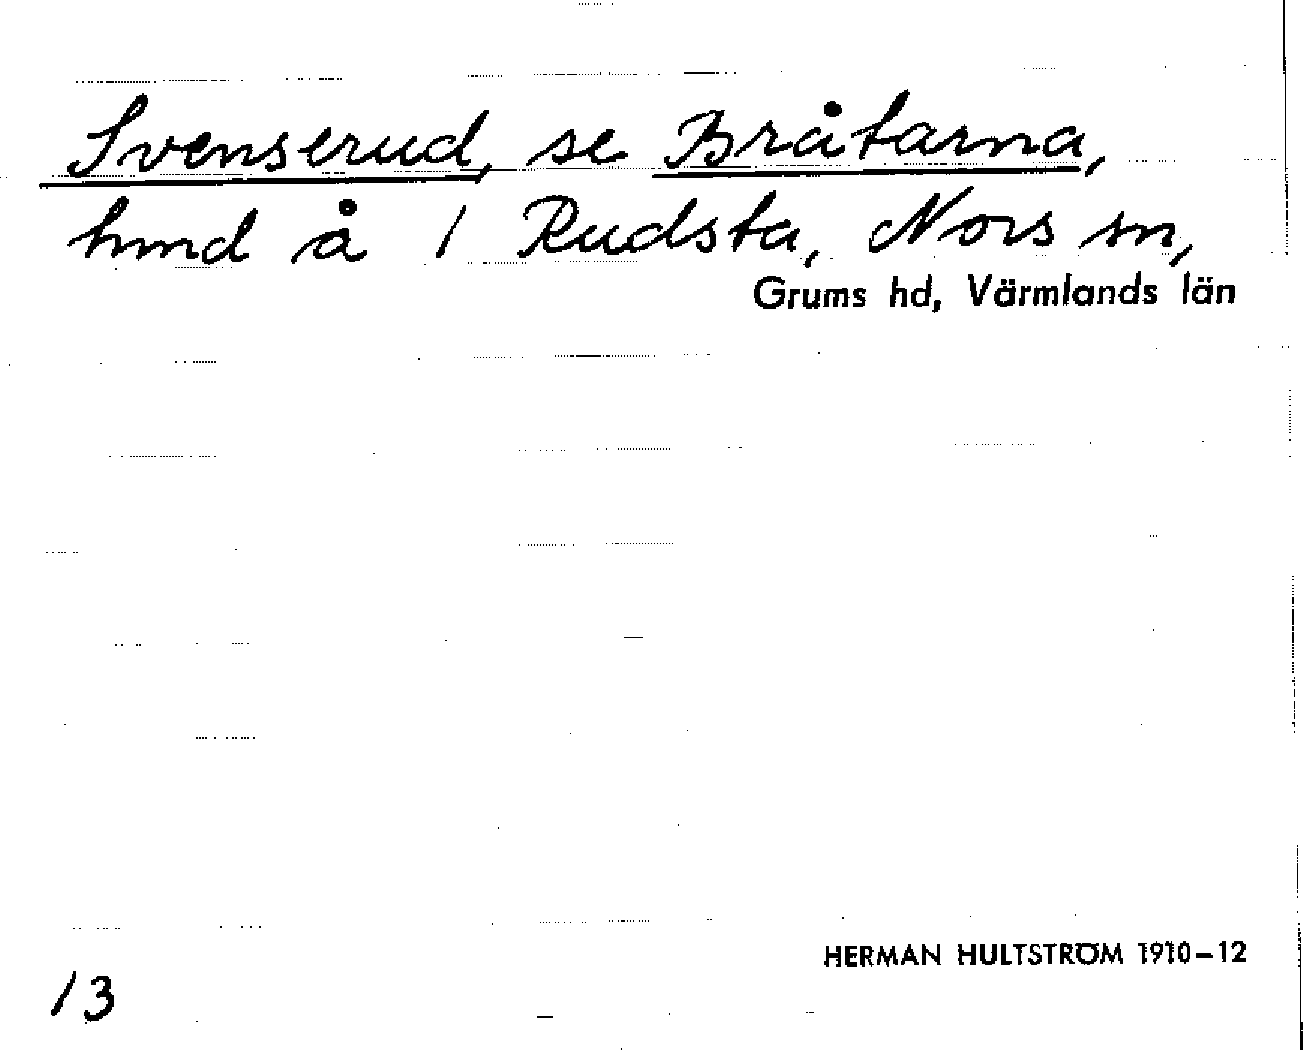 Svenserud, se Bråtarna,
hmd å 1 Rudsta, Nors sn,
Grums hd, Värmlands län
HERMAN HULTSTRÖM 1910-12
13